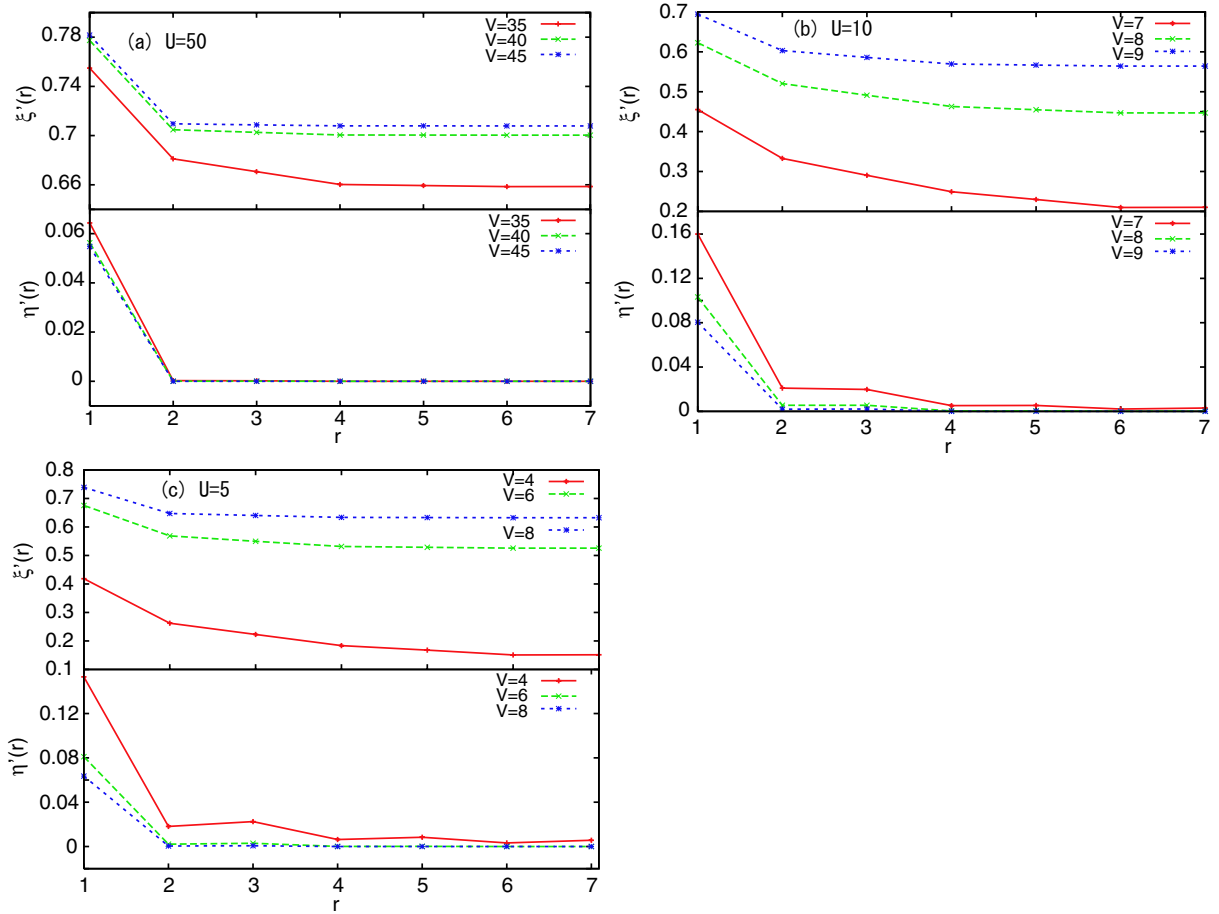 (a) U=50
V=35
V=40
V=45
0.78
0.74
0.7
0.66
ξ'(r)
V=35
V=40
V=45
0.06
0.04
0.02
0
η'(r)
1 2 3 4 5 6 7
r
(b) U=10
V=7
V=8
V=9
0.7
0.6
0.5
0.4
0.3
0.2
ξ'(r)
V=7
V=8
V=9
0.16
0.12
0.08
0.04
0
η'(r)
1 2 3 4 5 6 7
r
(c) U=5
V=4
V=6
V=8
0.8
0.7
0.6
0.5
0.4
0.3
0.2
0.1
ξ'(r)
V=4
V=6
V=8
0.12
0.08
0.04
0
η'(r)
1 2 3 4 5 6 7
r